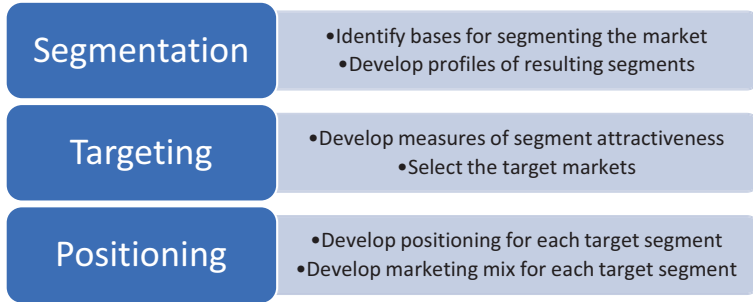 Segmentation
•Identify bases for segmenting the market
•Develop profiles of resulting segments
Targeting
•Develop measures of segment attractiveness
•Select the target markets
Positioning
•Develop positioning for each target segment
•Develop marketing mix for each target segment